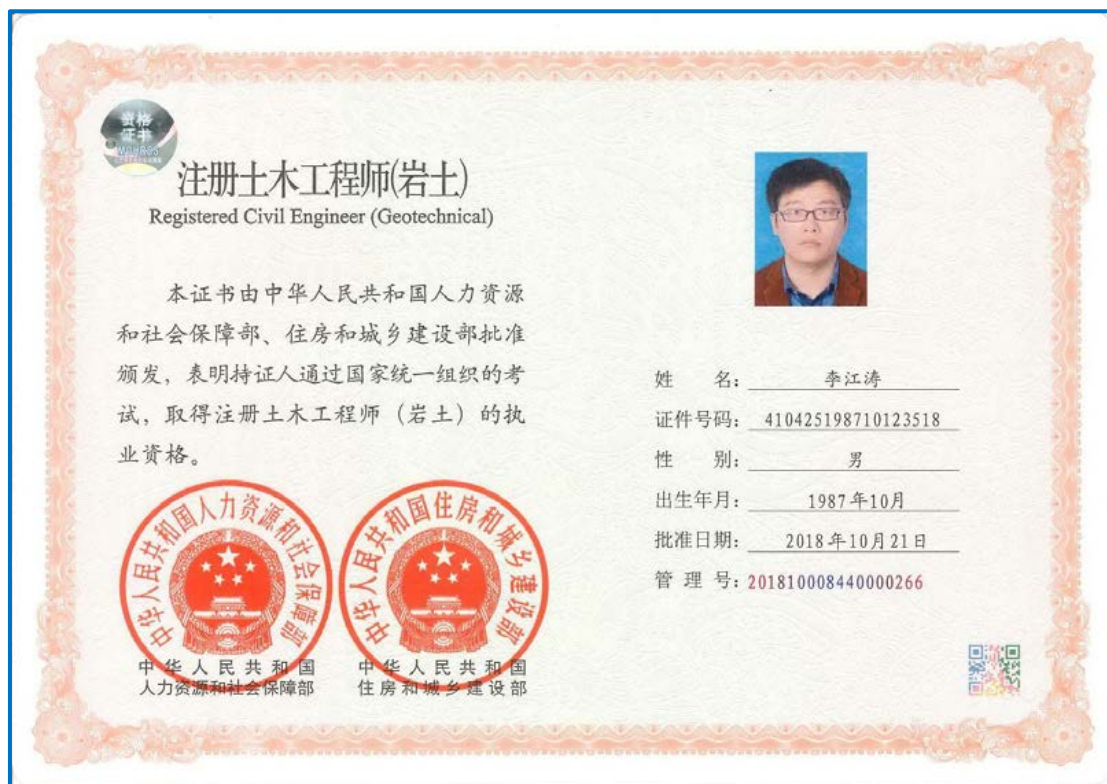 资格
证书
注册土木工程师(岩土)
Registered Civil Engineer (Geotechnical)
本证书由中华人民共和国人力资源
和社会保障部、住房和城乡建设部批准
颁发，表明持证人通过国家统一组织的考
试，取得注册土木工程师（岩土）的执
业资格。
中华人民共和国人力资源和社会保障部
中华人民共和国住房和城乡建设部
中华人民共和国
人力资源和社会保障部
中华人民共和国
住房和城乡建设部
姓 名：李江涛
证件号码：410425198710123518
性 别：男
出生年月：1987年10月
批准日期：2018年10月21日
管 理 号：201810008440000266